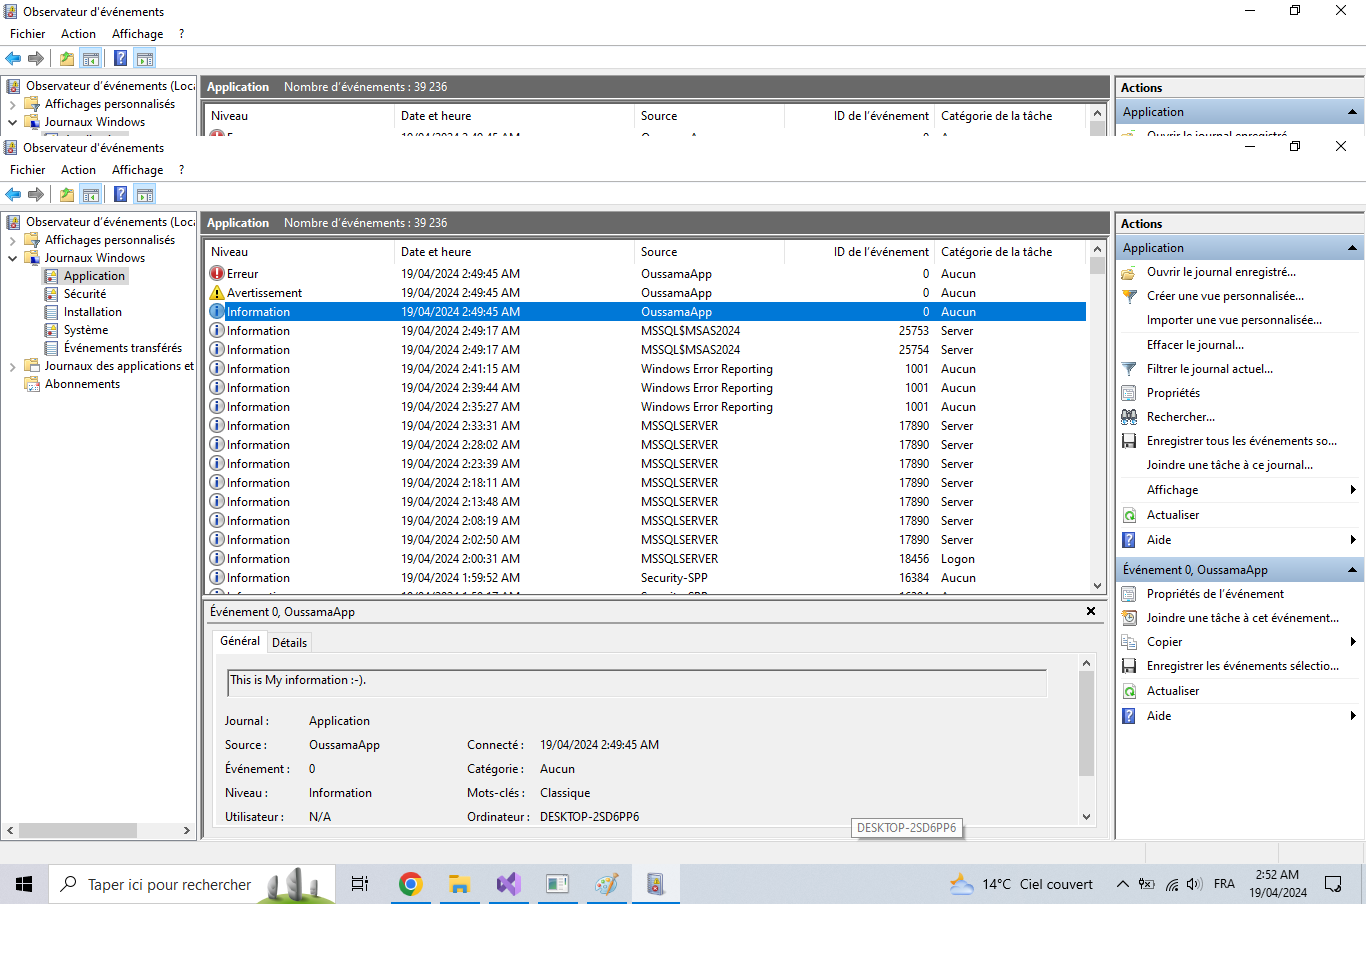 Observateur d'événements
Fichier Action Affichage ?
Observateur d'événements (Loca
Affichages personnalisés
Journaux Windows
Application Nombre d'événements : 39 236
Niveau Date et heure Source ID de l'événement Catégorie de la tâche
Actions
Application
Observateur d'événements
Fichier Action Affichage ?
Observateur d'événements (Loca
Affichages personnalisés
Journaux Windows
Application
Sécurité
Installation
Système
Événements transférés
Journaux des applications et
Abonnements
Application Nombre d'événements : 39 236
Niveau Date et heure Source ID de l'événement Catégorie de la tâche
Erreur 19/04/2024 2:49:45 AM OussamaApp 0 Aucun
Avertissement 19/04/2024 2:49:45 AM OussamaApp 0 Aucun
Information 19/04/2024 2:49:45 AM OussamaApp 0 Aucun
Information 19/04/2024 2:49:17 AM MSSQL$MSAS2024 25753 Server
Information 19/04/2024 2:49:17 AM MSSQL$MSAS2024 25754 Server
Information 19/04/2024 2:41:15 AM Windows Error Reporting 1001 Aucun
Information 19/04/2024 2:39:44 AM Windows Error Reporting 1001 Aucun
Information 19/04/2024 2:35:27 AM Windows Error Reporting 1001 Aucun
Information 19/04/2024 2:33:31 AM MSSQLSERVER 17890 Server
Information 19/04/2024 2:28:02 AM MSSQLSERVER 17890 Server
Information 19/04/2024 2:23:39 AM MSSQLSERVER 17890 Server
Information 19/04/2024 2:18:11 AM MSSQLSERVER 17890 Server
Information 19/04/2024 2:13:48 AM MSSQLSERVER 17890 Server
Information 19/04/2024 2:08:19 AM MSSQLSERVER 17890 Server
Information 19/04/2024 2:02:50 AM MSSQLSERVER 17890 Server
Information 19/04/2024 2:00:31 AM MSSQLSERVER 18456 Logon
Information 19/04/2024 1:59:52 AM Security-SPP 16384 Aucun
Événement 0, OussamaApp
Général Détails
This is My information :-).
Journal : Application
Source : OussamaApp Connecté : 19/04/2024 2:49:45 AM
Événement : 0 Catégorie : Aucun
Niveau : Information Mots-clés : Classique
Utilisateur : N/A Ordinateur : DESKTOP-2SD6PP6
DESKTOP-2SD6PP6
Actions
Application
Ouvrir le journal enregistré...
Créer une vue personnalisée...
Importer une vue personnalisée...
Effacer le journal...
Filtrer le journal actuel...
Propriétés
Rechercher...
Enregistrer tous les événements so...
Joindre une tâche à ce journal...
Affichage
Actualiser
Aide
Événement 0, OussamaApp
Propriétés de l'événement
Joindre une tâche à cet événement...
Copier
Enregistrer les événements sélectio...
Actualiser
Aide
Taper ici pour rechercher
14°C Ciel couvert
FRA
2:52 AM
19/04/2024